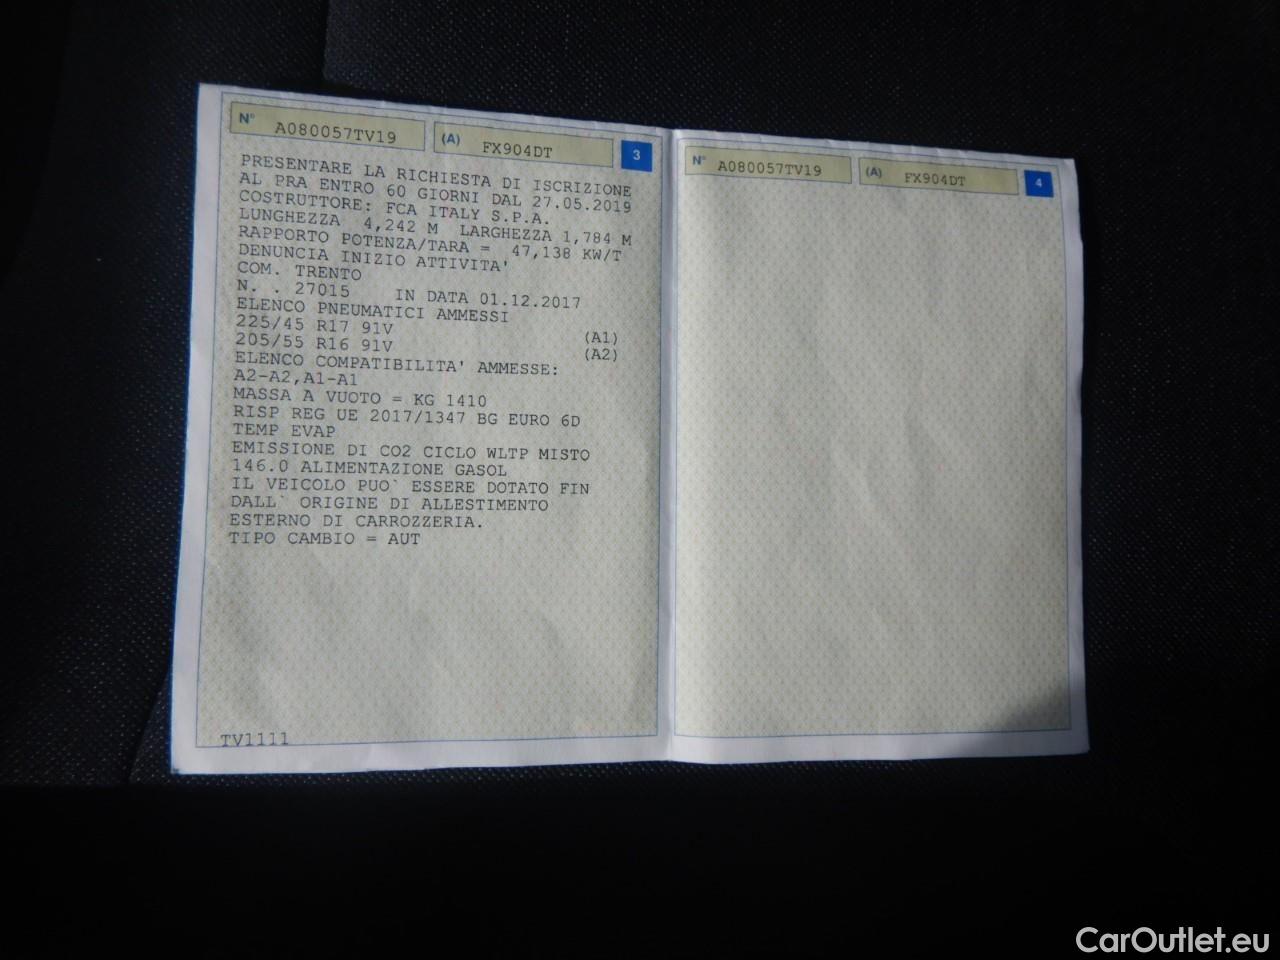 N° A080057TV19 (A) FX904DT 3
PRESENTARE LA RICHIESTA DI ISCRIZIONE
AL PRA ENTRO 60 GIORNI DAL 27.05.2019
COSTRUTTORE: FCA ITALY S.P.A.
LUNGHEZZA 4,242 M LARGHEZZA 1,784 M
RAPPORTO POTENZA/TARA = 47,138 KW/T
DENUNCIA INIZIO ATTIVITA'
COM. TRENTO
N. . 27015 IN DATA 01.12.2017
ELENCO PNEUMATICI AMMESSI
225/45 R17 91V (A1)
205/55 R16 91V (A2)
ELENCO COMPATIBILITA' AMMESSE:
A2-A2,A1-A1
MASSA A VUOTO = KG 1410
RISP REG UE 2017/1347 BG EURO 6D
TEMP EVAP
EMISSIONE DI CO2 CICLO WLTP MISTO
146.0 ALIMENTAZIONE GASOL
IL VEICOLO PUO` ESSERE DOTATO FIN
DALL` ORIGINE DI ALLESTIMENTO
ESTERNO DI CARROZZERIA.
TIPO CAMBIO = AUT
TV1111
N° A080057TV19 (A) FX904DT 4
CarOutlet.eu